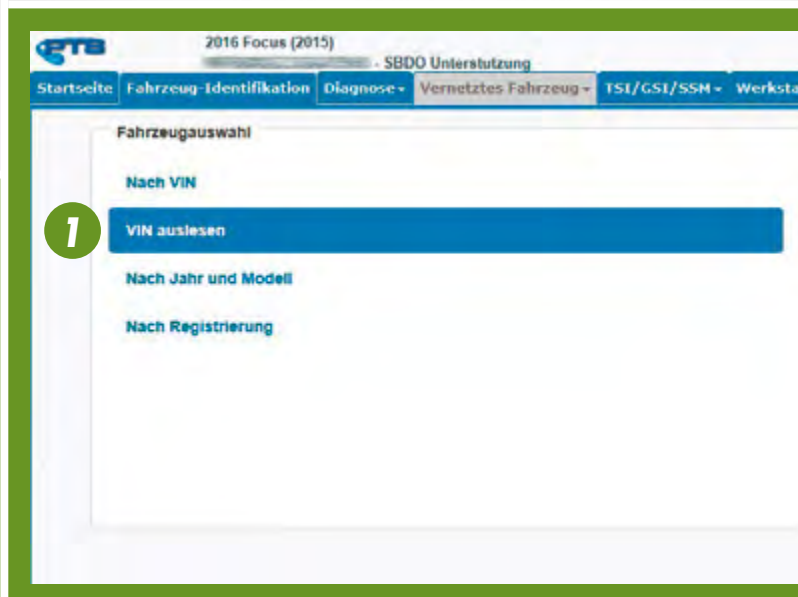 PTS
2016 Focus (2015)
- SBDO Unterstutzung
Startseite Fahrzeug-Identifikation Diagnose Vernetztes Fahrzeug TSI/GSI/SSM Werksta
Fahrzeugauswahl
Nach VIN
1 VIN auslesen
Nach Jahr und Modell
Nach Registrierung